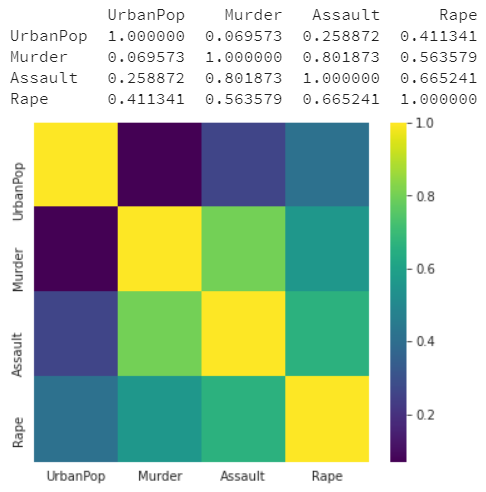 UrbanPop Murder Assault Rape
UrbanPop 1.000000 0.069573 0.258872 0.411341
Murder 0.069573 1.000000 0.801873 0.563579
Assault 0.258872 0.801873 1.000000 0.665241
Rape 0.411341 0.563579 0.665241 1.000000
UrbanPop
Murder
Assault
Rape
UrbanPop Murder Assault Rape
1.0
0.8
0.6
0.4
0.2